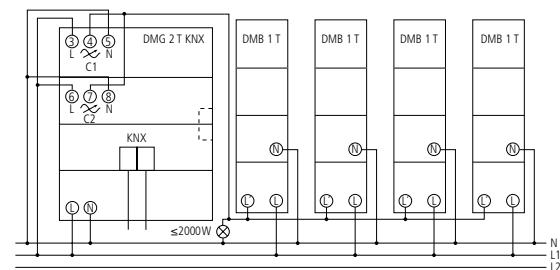 3 4 5 DMG 2 T KNX DMB 1 T DMB 1 T DMB 1 T DMB 1 T
L N
C1
6 7 8
L N
C2
KNX
N N N N
L' L L' L L' L L' L
L N
≤2000W
N
L1
L2